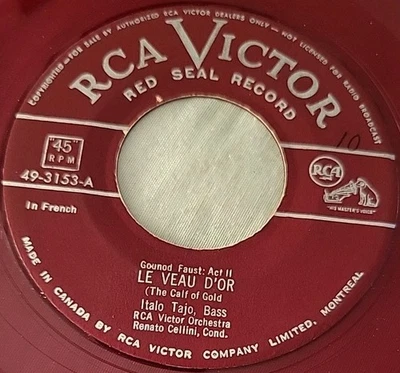 COPYRIGHTED— FOR SALE BY AUTHORIZED RCA VICTOR DEALERS ONLY— NOT LICENSED FOR RADIO BROADCAST
RCA VICTOR
RED SEAL RECORD
"45"
RPM
10
49-3153-A
RCA
"HIS MASTER'S VOICE"
In French
Gounod Faust: Act II
LE VEAU D'OR
(The Calf of Gold
Italo Tajo, Bass
RCA Victor Orchestra
Renato Cellini, Cond.
MADE IN CANADA BY RCA VICTOR COMPANY LIMITED, MONTREAL